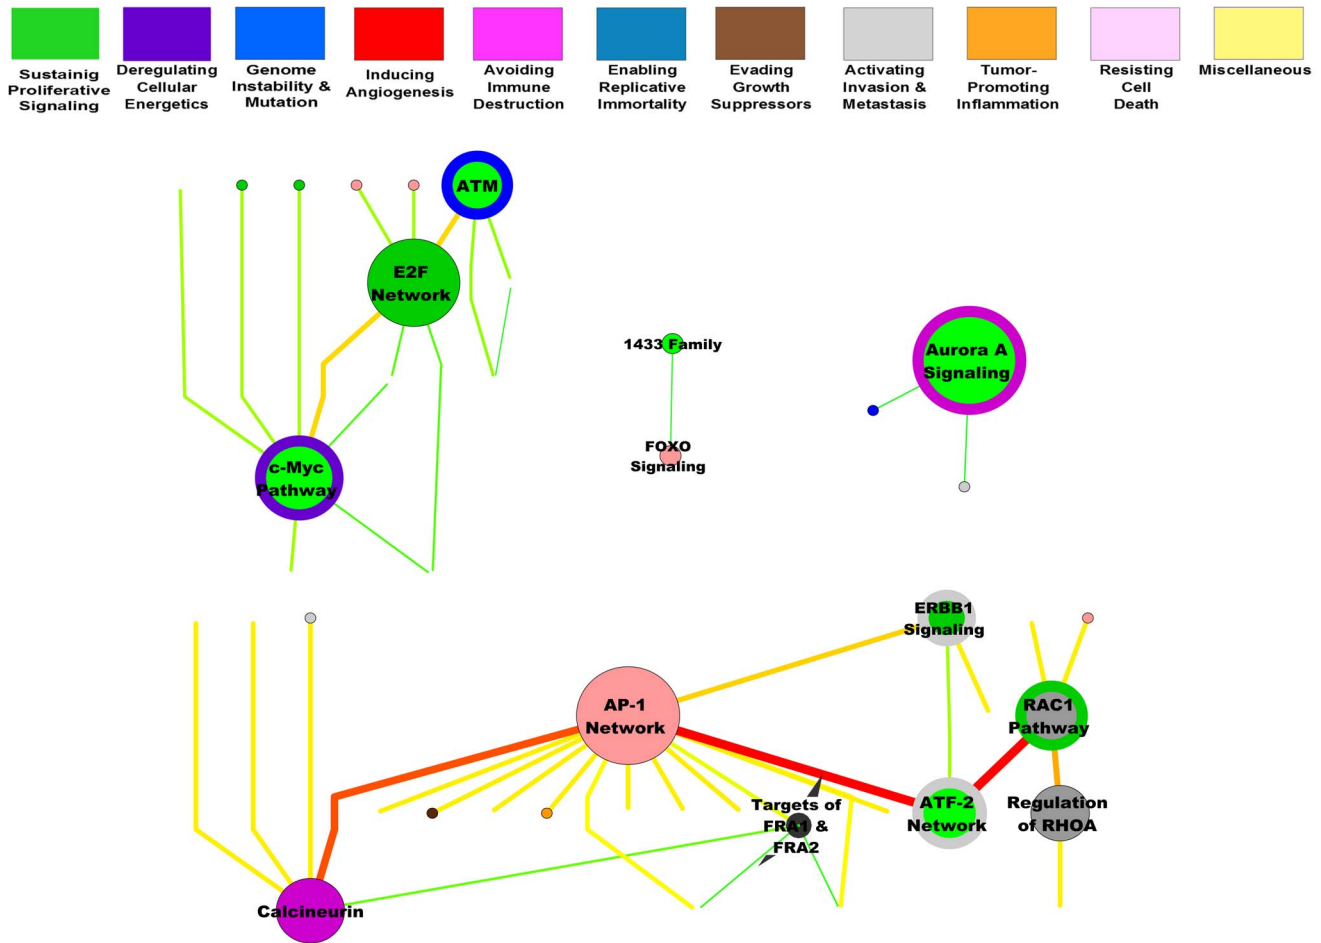 Sustainig
Proliferative
Signaling
Deregulating
Cellular
Energetics
Genome
Instability &
Mutation
Inducing
Angiogenesis
Avoiding
Immune
Destruction
Enabling
Replicative
Immortality
Evading
Growth
Suppressors
Activating
Invasion &
Metastasis
Tumor-
Promoting
Inflammation
Resisting
Cell
Death
Miscellaneous
ATM
E2F
Network
1433 Family
Aurora A
Signaling
FOXO
Signaling
c-Myc
Pathway
ERBB1
Signaling
AP-1
Network
RAC1
Pathway
Targets of
FRA1 &
FRA2
ATF-2
Network
Regulation
of RHOA
Calcineurin